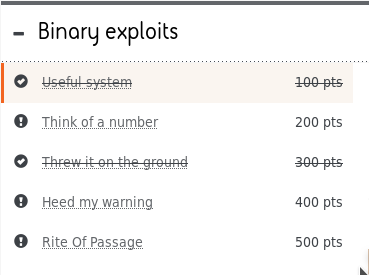 Binary exploits
Useful system 100 pts
Think of a number 200 pts
Threw it on the ground 300 pts
Heed my warning 400 pts
Rite Of Passage 500 pts